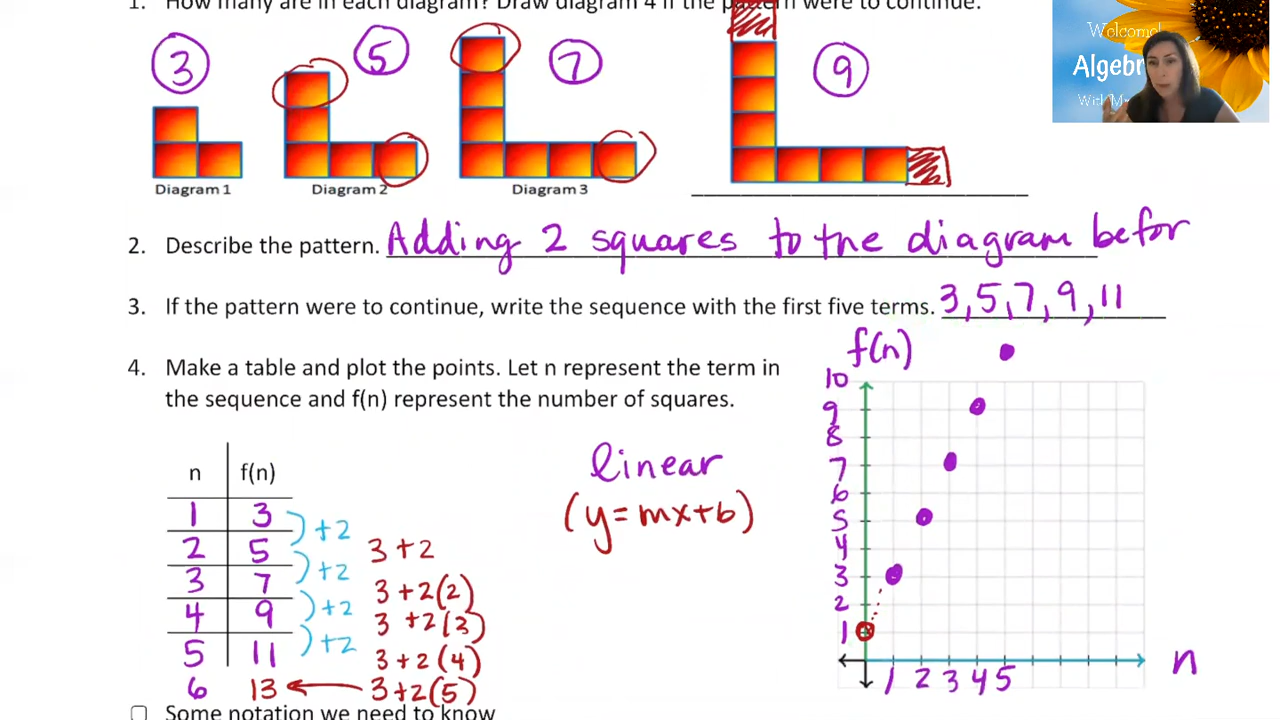 1. How many are in each diagram? Draw diagram 4 if the pattern were to continue.
Welcome!
Algebr
With M
3 5 7 9
Diagram 1 Diagram 2 Diagram 3
2. Describe the pattern. Adding 2 squares to the diagram befor
3. If the pattern were to continue, write the sequence with the first five terms. 3, 5, 7, 9, 11
4. Make a table and plot the points. Let n represent the term in
the sequence and f(n) represent the number of squares.
n f(n)
1 3
2 5
3 7
4 9
5 11
6 13
+2
+2
+2
+2
3+2
3+2(2)
3+2(3)
3+2(4)
3+2(5)
linear
(y=mx+b)
f(n)
10
9
8
7
6
5
4
3
2
1
1 2 3 4 5
n
Some notation we need to know